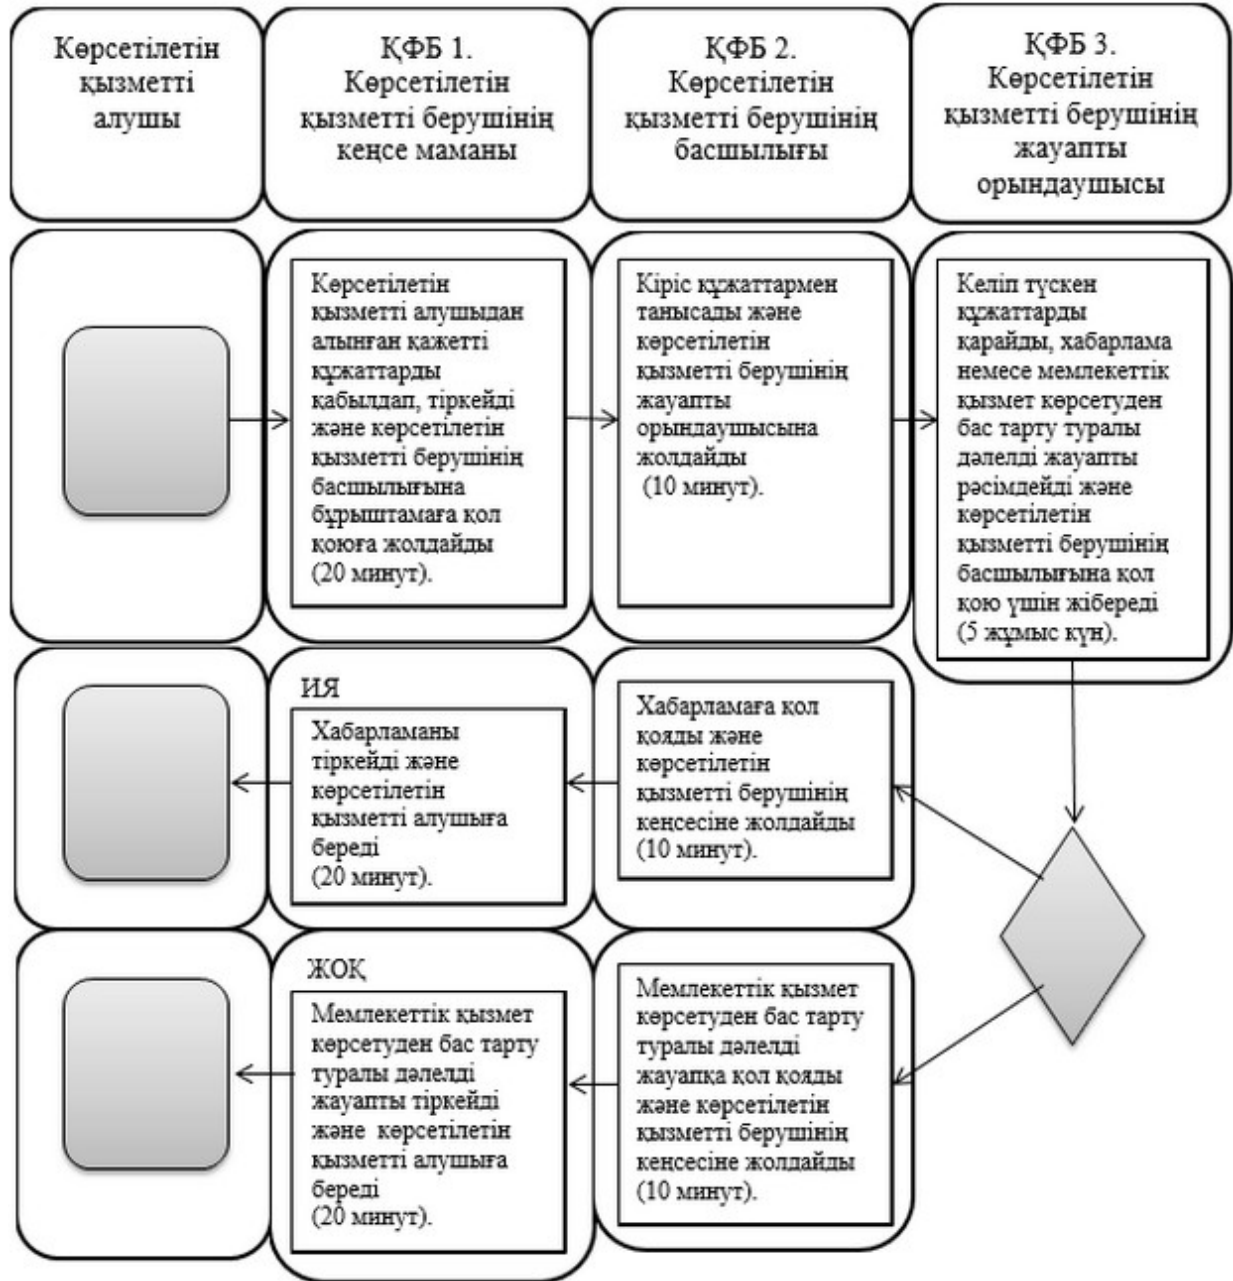 Көрсетілетін
қызметті
алушы
ҚФБ 1.
Көрсетілетін
қызметті берушінің
кеңсе маманы
ҚФБ 2.
Көрсетілетін
қызметті берушінің
басшылығы
ҚФБ 3.
Көрсетілетін
қызметті берушінің
жауапты
орындаушысы
Көрсетілетін
қызметті алушыдан
алынған қажетті
құжаттарды
қабылдап, тіркейді
және көрсетілетін
қызметті берушінің
басшылығына
бұрыштамаға қол
қоюға жолдайды
(20 минут).
Кіріс құжаттармен
танысады және
көрсетілетін
қызметті берушінің
жауапты
орындаушысына
жолдайды
(10 минут).
Келіп түскен
құжаттарды
қарайды, хабарлама
немесе мемлекеттік
қызмет көрсетуден
бас тарту туралы
дәлелді жауапты
рәсімдейді және
көрсетілетін
қызметті берушінің
басшылығына қол
қою үшін жібереді
(5 жұмыс күн).
ИЯ
Хабарламаны
тіркейді және
көрсетілетін
қызметті алушыға
береді
(20 минут).
Хабарламаға қол
қояды және
көрсетілетін
қызметті берушінің
кеңсесіне жолдайды
(10 минут).
ЖОҚ
Мемлекеттік қызмет
көрсетуден бас тарту
туралы дәлелді
жауапты тіркейді
және көрсетілетін
қызметті алушыға
береді
(20 минут).
Мемлекеттік қызмет
көрсетуден бас тарту
туралы дәлелді
жауапқа қол қояды
және көрсетілетін
қызметті берушінің
кеңсесіне жолдайды
(10 минут).